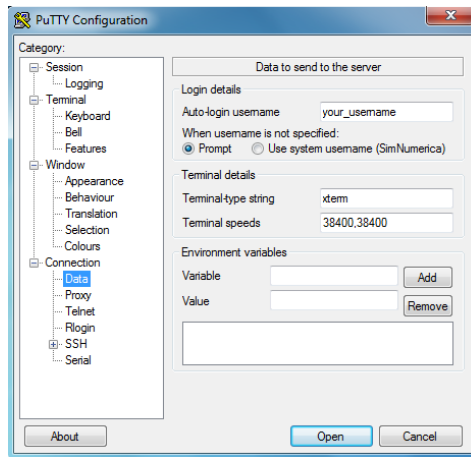 PuTTY Configuration
Category:
Session
Logging
Terminal
Keyboard
Bell
Features
Window
Appearance
Behaviour
Translation
Selection
Colours
Connection
Data
Proxy
Telnet
Rlogin
SSH
Serial
Data to send to the server
Login details
Auto-login username your_username
When username is not specified:
Prompt Use system username (SimNumerica)
Terminal details
Terminal-type string xterm
Terminal speeds 38400,38400
Environment variables
Variable Add
Value Remove
About Open Cancel